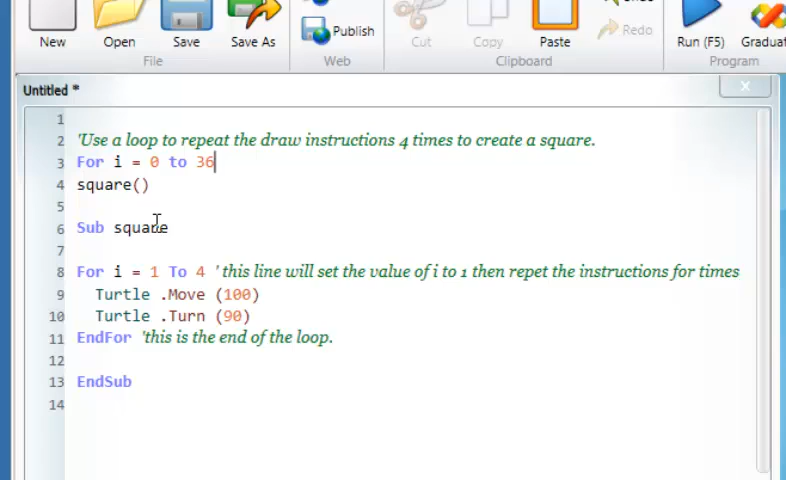 New
Open
Save
Save As
Publish
Cut
Copy
Paste
Redo
Run (F5)
Graduat
File
Web
Clipboard
Program
Untitled *
x
1
2 'Use a loop to repeat the draw instructions 4 times to create a square.
3 For i = 0 to 36
4 square()
5
6 Sub square
7
8 For i = 1 To 4 'this line will set the value of i to 1 then repet the instructions for times
9 Turtle .Move (100)
10 Turtle .Turn (90)
11 EndFor 'this is the end of the loop.
12
13 EndSub
14